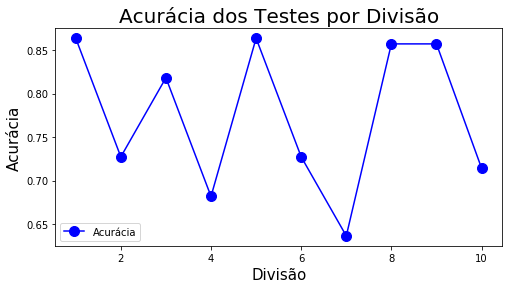 Acurácia dos Testes por Divisão
Acurácia
0.85
0.80
0.75
0.70
0.65
Acurácia
2 4 6 8 10
Divisão